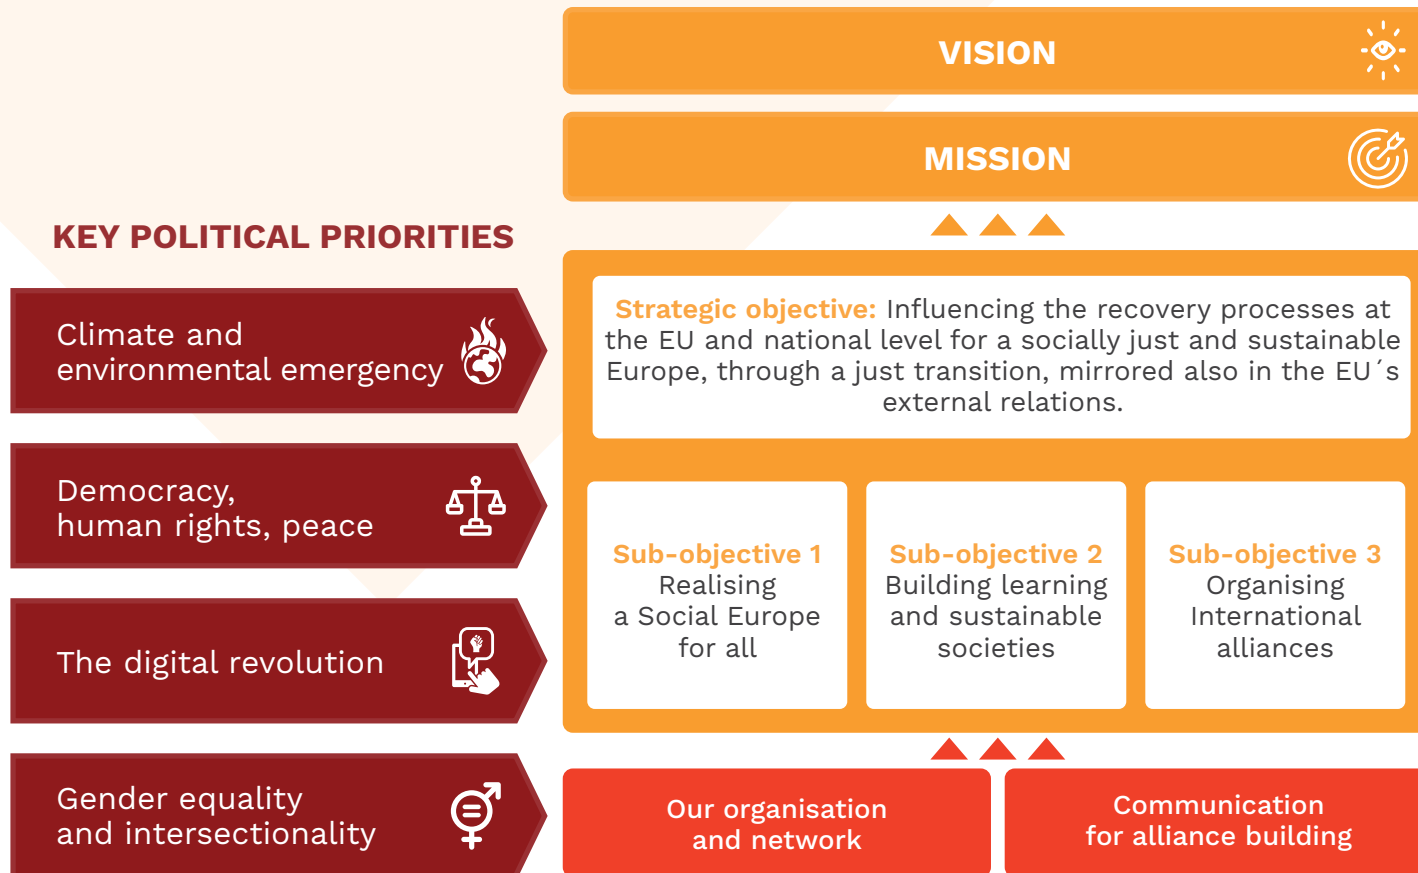 VISION
MISSION
KEY POLITICAL PRIORITIES
Climate and
environmental emergency
Democracy,
human rights, peace
The digital revolution
Gender equality
and intersectionality
Strategic objective: Influencing the recovery processes at
the EU and national level for a socially just and sustainable
Europe, through a just transition, mirrored also in the EU´s
external relations.
Sub-objective 1
Realising
a Social Europe
for all
Sub-objective 2
Building learning
and sustainable
societies
Sub-objective 3
Organising
International
alliances
Our organisation
and network
Communication
for alliance building